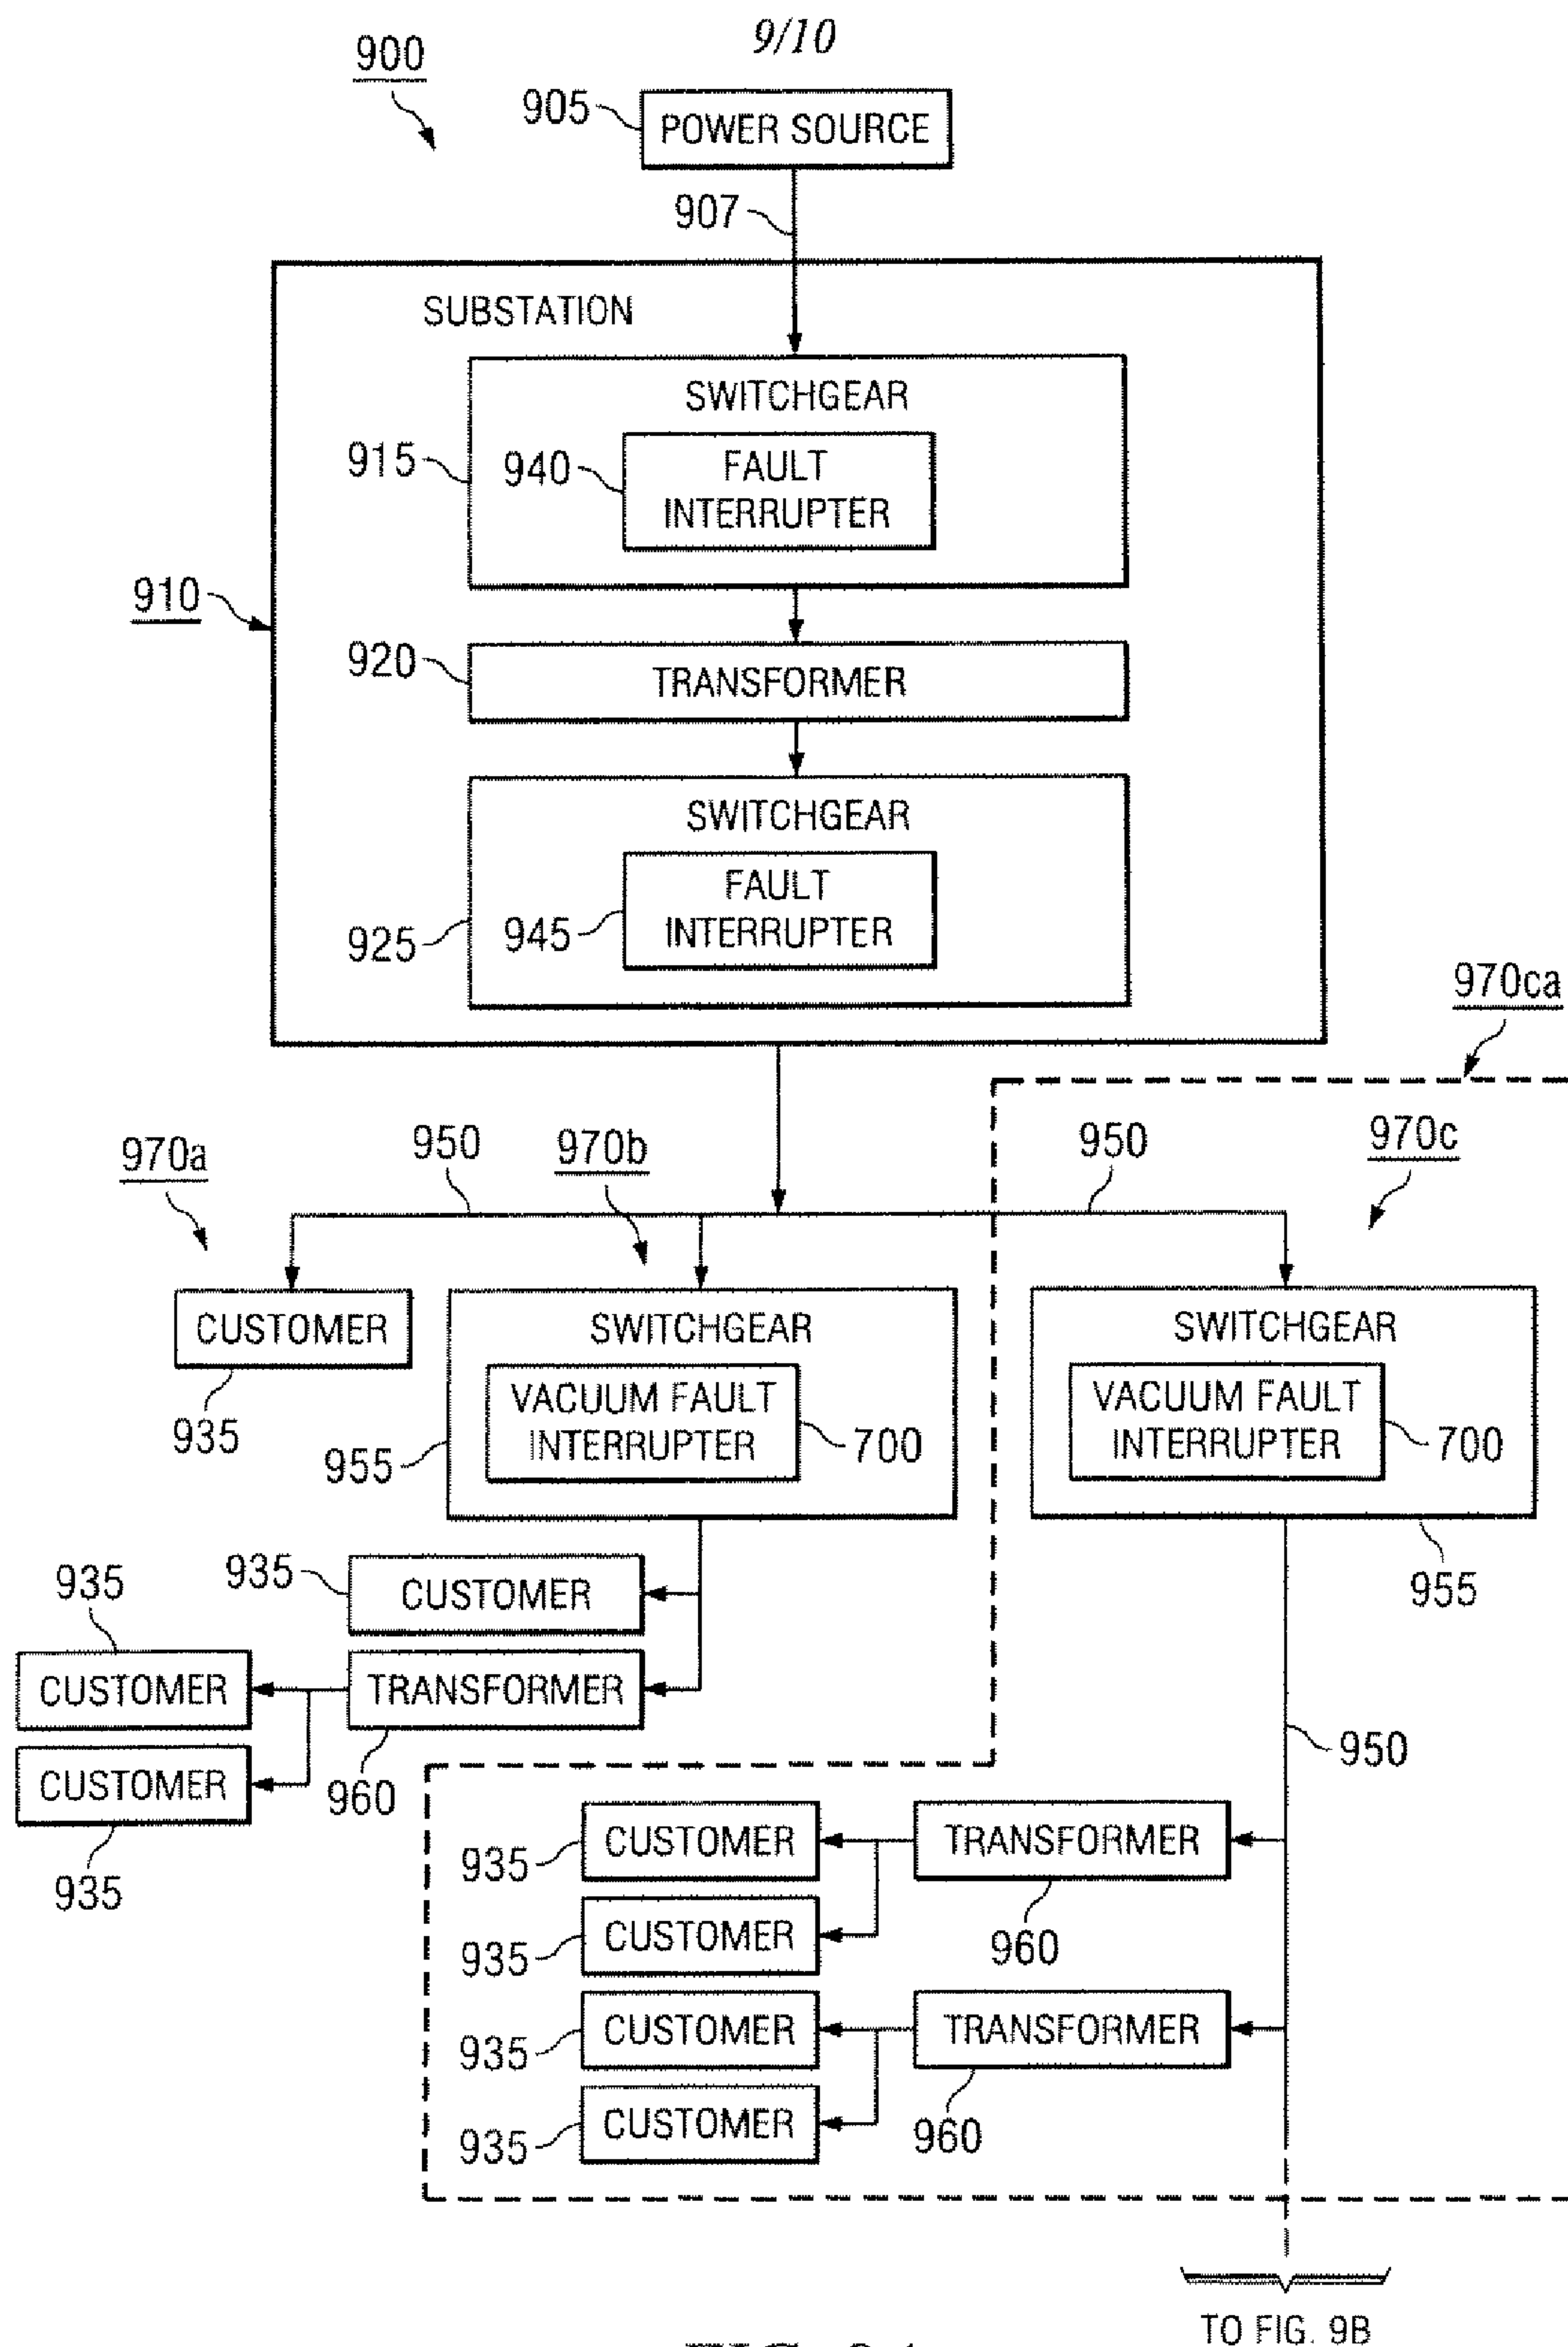 9/10
900
905
POWER SOURCE
907
SUBSTATION
SWITCHGEAR
915
940
FAULT
INTERRUPTER
910
920
TRANSFORMER
SWITCHGEAR
925
945
FAULT
INTERRUPTER
970ca
970a
950
970b
950
970c
CUSTOMER
935
SWITCHGEAR
VACUUM FAULT
INTERRUPTER
700
955
SWITCHGEAR
VACUUM FAULT
INTERRUPTER
700
955
935
CUSTOMER
935
CUSTOMER
TRANSFORMER
960
CUSTOMER
935
950
935
CUSTOMER
TRANSFORMER
960
935
CUSTOMER
935
CUSTOMER
TRANSFORMER
960
935
CUSTOMER
TO FIG. 9B